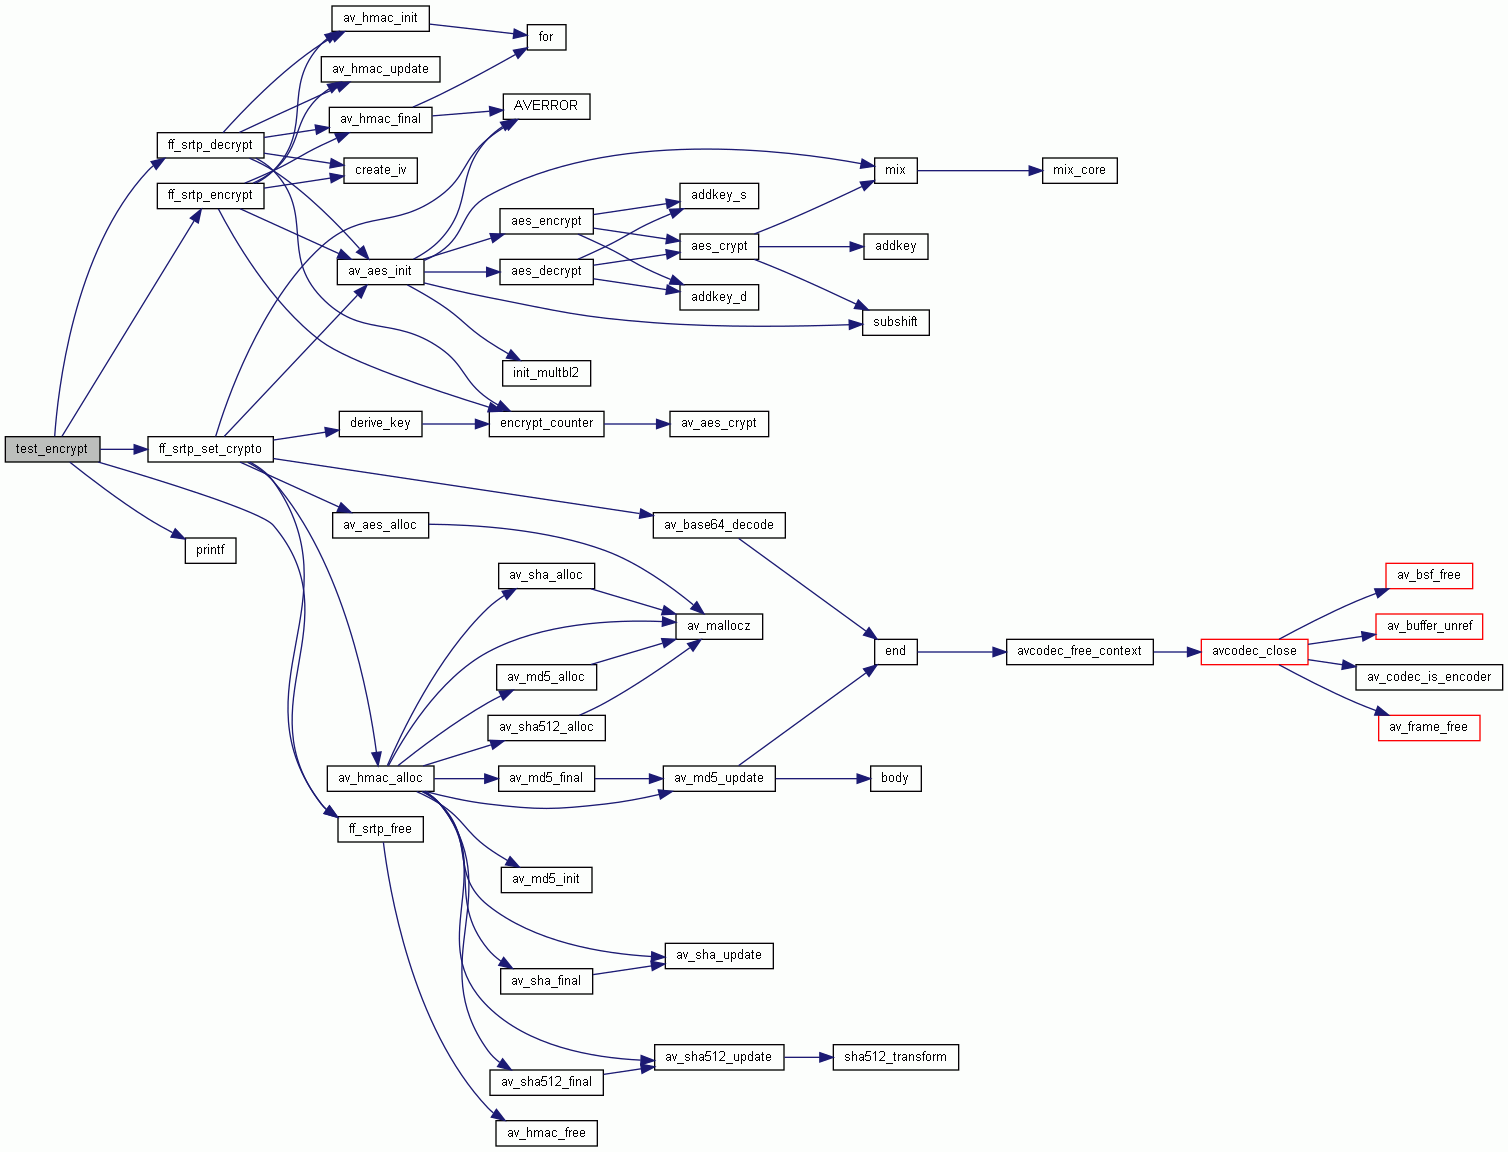 av_hmac_init
for
av_hmac_update
AVERROR
av_hmac_final
ff_srtp_decrypt
create_iv
mix
mix_core
ff_srtp_encrypt
addkey_s
aes_encrypt
aes_crypt
addkey
av_aes_init
aes_decrypt
addkey_d
subshift
init_multbl2
derive_key
encrypt_counter
av_aes_crypt
test_encrypt
ff_srtp_set_crypto
av_aes_alloc
av_base64_decode
printf
av_sha_alloc
av_bsf_free
av_mallocz
av_buffer_unref
end
avcodec_free_context
avcodec_close
av_md5_alloc
av_codec_is_encoder
av_sha512_alloc
av_frame_free
av_hmac_alloc
av_md5_final
av_md5_update
body
ff_srtp_free
av_md5_init
av_sha_update
av_sha_final
av_sha512_update
sha512_transform
av_sha512_final
av_hmac_free